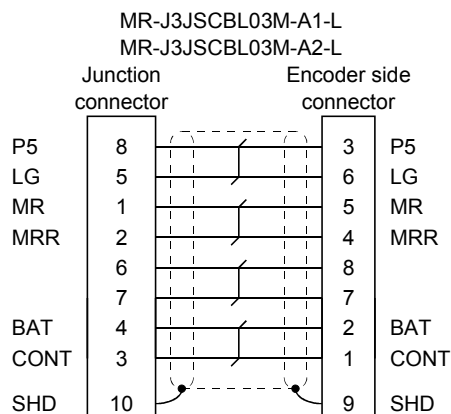 MR-J3JSCBL03M-A1-L
MR-J3JSCBL03M-A2-L
Junction connector Encoder side connector
P5 8 3 P5
LG 5 6 LG
MR 1 5 MR
MRR 2 4 MRR
6 8
7 7
BAT 4 2 BAT
CONT 3 1 CONT
SHD 10 9 SHD